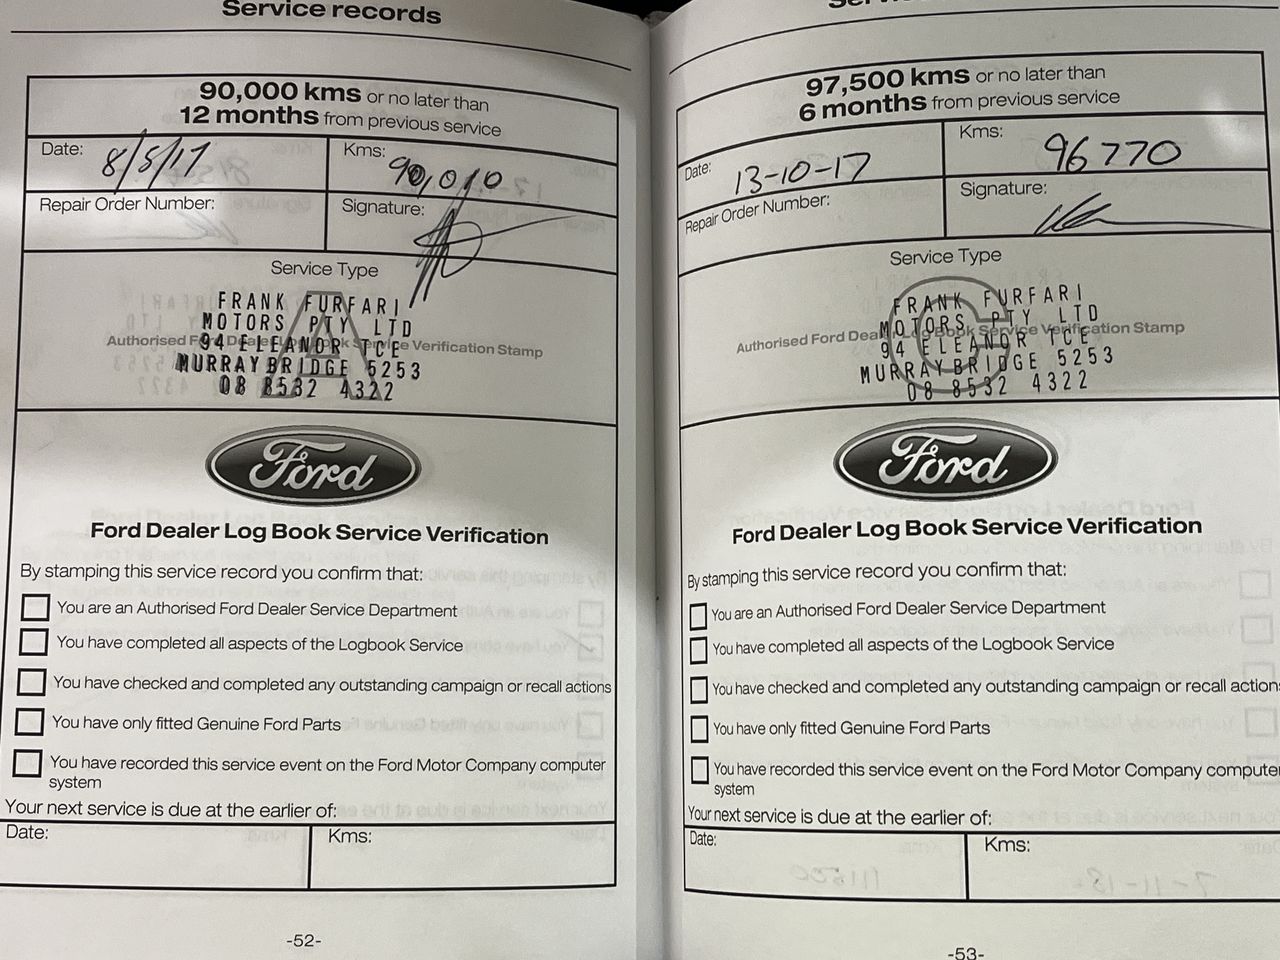 Service records
90,000 kms or no later than
12 months from previous service
Date: 8/5/17
Kms: 90,010
Repair Order Number:
Signature:
Service Type
A
FRANK FURFARI
MOTORS PTY LTD
Authorised Ford Dealer Log Book Service Verification Stamp
94 ELEANOR TCE
MURRAY BRIDGE 5253
08 8532 4322
Ford
Ford Dealer Log Book Service Verification
By stamping this service record you confirm that:
You are an Authorised Ford Dealer Service Department
You have completed all aspects of the Logbook Service
You have checked and completed any outstanding campaign or recall actions
You have only fitted Genuine Ford Parts
You have recorded this service event on the Ford Motor Company computer
system
Your next service is due at the earlier of:
Date:
Kms:
-52-
97,500 kms or no later than
6 months from previous service
Date: 13-10-17
Kms: 96770
Repair Order Number:
Signature:
Service Type
C
FRANK FURFARI
MOTORS PTY LTD
Authorised Ford Dealer Log Book Service Verification Stamp
94 ELEANOR TCE
MURRAY BRIDGE 5253
08 8532 4322
Ford
Ford Dealer Log Book Service Verification
By stamping this service record you confirm that:
You are an Authorised Ford Dealer Service Department
You have completed all aspects of the Logbook Service
You have checked and completed any outstanding campaign or recall action
You have only fitted Genuine Ford Parts
You have recorded this service event on the Ford Motor Company compute
system
Your next service is due at the earlier of:
Date:
Kms:
-53-